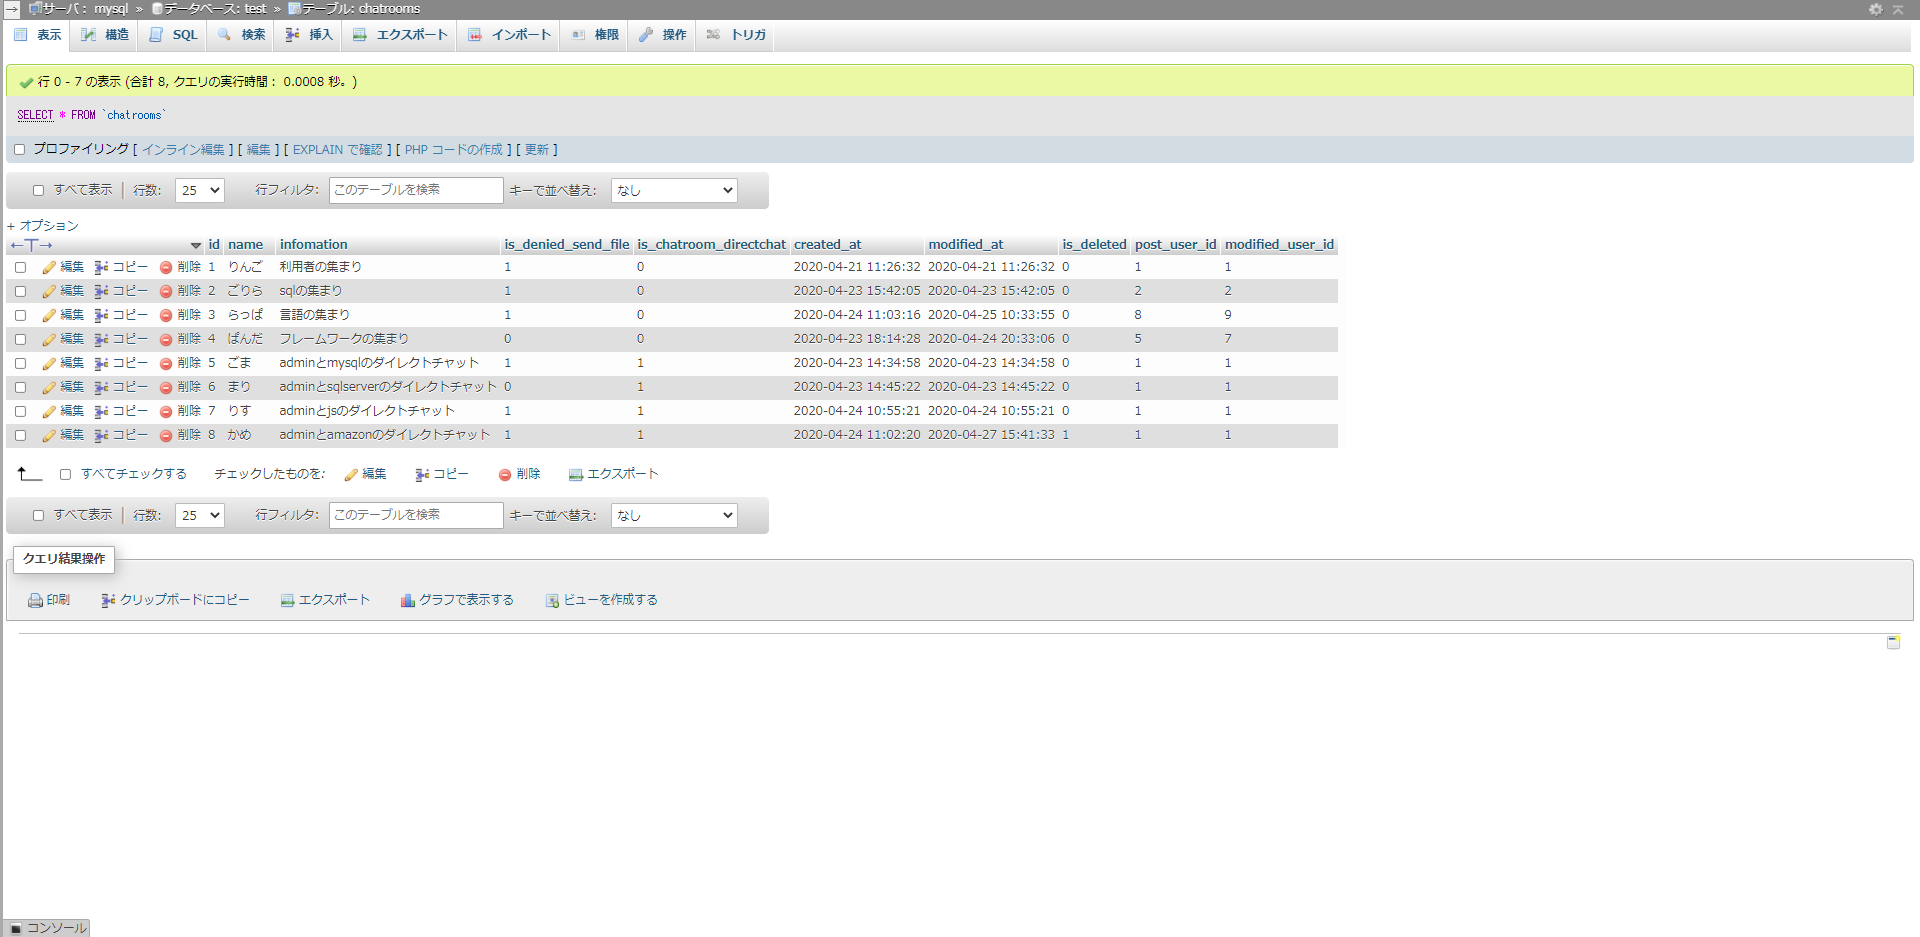 サーバ: mysql » データベース: test » テーブル: chatrooms
表示 構造 SQL 検索 挿入 エクスポート インポート 権限 操作 トリガ
行 0 - 7 の表示 (合計 8, クエリの実行時間: 0.0008 秒。)
SELECT * FROM `chatrooms`
プロファイリング [ インライン編集 ] [ 編集 ] [ EXPLAIN で確認 ] [ PHP コードの作成 ] [ 更新 ]
すべて表示 行数: 25 行フィルタ: このテーブルを検索 キーで並べ替え: なし
+ オプション
←T→ id name infomation is_denied_send_file is_chatroom_directchat created_at modified_at is_deleted post_user_id modified_user_id
編集 コピー 削除 1 りんご 利用者の集まり 1 0 2020-04-21 11:26:32 2020-04-21 11:26:32 0 1 1
編集 コピー 削除 2 ごりら sqlの集まり 1 0 2020-04-23 15:42:05 2020-04-23 15:42:05 0 2 2
編集 コピー 削除 3 らっぱ 言語の集まり 1 0 2020-04-24 11:03:16 2020-04-25 10:33:55 0 8 9
編集 コピー 削除 4 ぱんだ フレームワークの集まり 0 0 2020-04-23 18:14:28 2020-04-24 20:33:06 0 5 7
編集 コピー 削除 5 ごま adminとmysqlのダイレクトチャット 1 1 2020-04-23 14:34:58 2020-04-23 14:34:58 0 1 1
編集 コピー 削除 6 まり adminとsqlserverのダイレクトチャット 0 1 2020-04-23 14:45:22 2020-04-23 14:45:22 0 1 1
編集 コピー 削除 7 りす adminとjsのダイレクトチャット 1 1 2020-04-24 10:55:21 2020-04-24 10:55:21 0 1 1
編集 コピー 削除 8 かめ adminとamazonのダイレクトチャット 1 1 2020-04-24 11:02:20 2020-04-27 15:41:33 1 1 1
すべてチェックする チェックしたものを: 編集 コピー 削除 エクスポート
すべて表示 行数: 25 行フィルタ: このテーブルを検索 キーで並べ替え: なし
クエリ結果操作
印刷 クリップボードにコピー エクスポート グラフで表示する ビューを作成する
コンソール